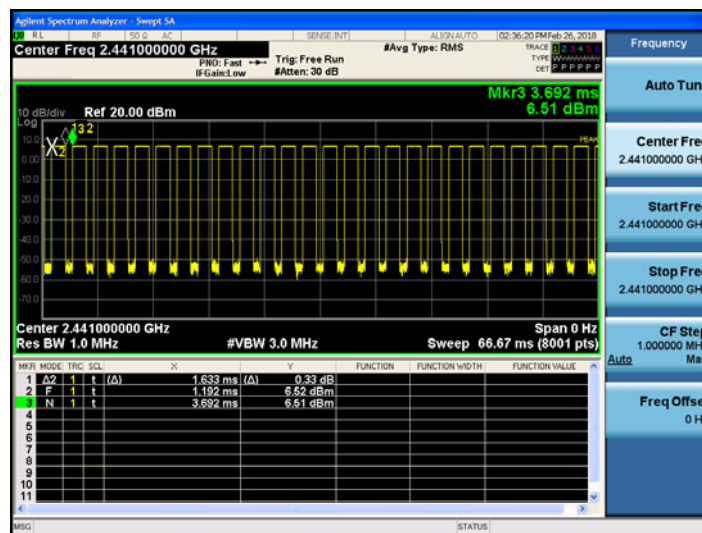 Agilent Spectrum Analyzer - Swept SA
RL RF 50 Ω AC SENSE:INT ALIGN AUTO 02:36:20 PM Feb 26, 2018
Center Freq 2.441000000 GHz
#Avg Type: RMS
TRACE 1 2 3 4 5 6
PNO: Fast Trig: Free Run
TYPE
IFGain:Low #Atten: 30 dB
DET P P P P P P
Frequency
Mkr3 3.692 ms
6.51 dBm
10 dB/div Ref 20.00 dBm
Log
10.0
0.00
-10.0
-20.0
-30.0
-40.0
-50.0
-60.0
-70.0
X2
132
PEAK
Center 2.441000000 GHz Span 0 Hz
Res BW 1.0 MHz #VBW 3.0 MHz Sweep 66.67 ms (8001 pts)
MKR MODE TRC SCL X Y FUNCTION FUNCTION WIDTH FUNCTION VALUE
1 Δ2 1 t (Δ) 1.633 ms (Δ) 0.33 dB
2 F 1 t 1.192 ms 6.52 dBm
3 N 1 t 3.692 ms 6.51 dBm
4
5
6
7
8
9
10
11
MSG STATUS
Auto Tun
Center Fre
2.441000000 GH
Start Fre
2.441000000 GH
Stop Fre
2.441000000 GH
CF Step
1.000000 MH
Auto Ma
Freq Offse
0 H